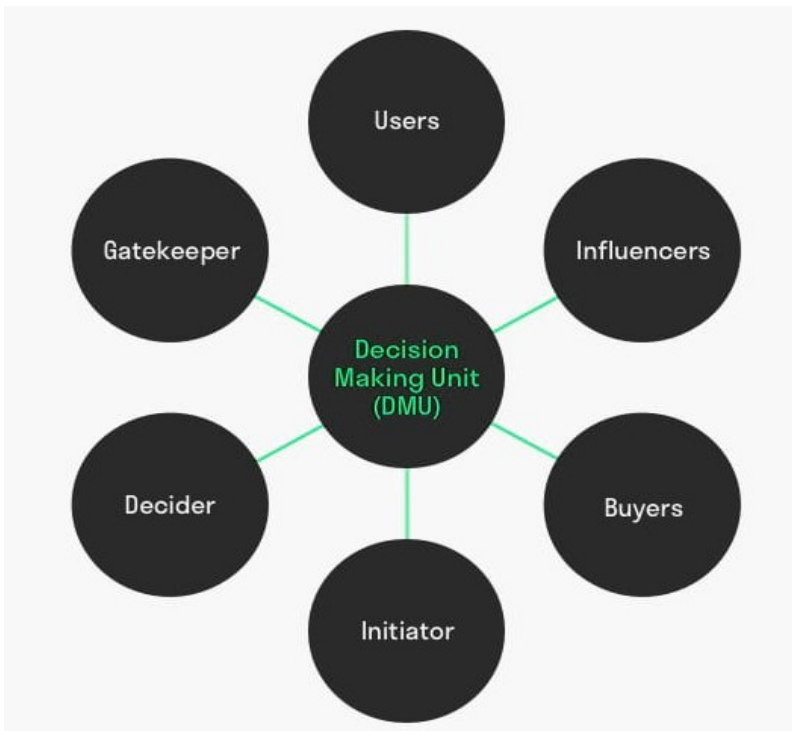 Users
Gatekeeper
Influencers
Decision
Making Unit
(DMU)
Decider
Buyers
Initiator